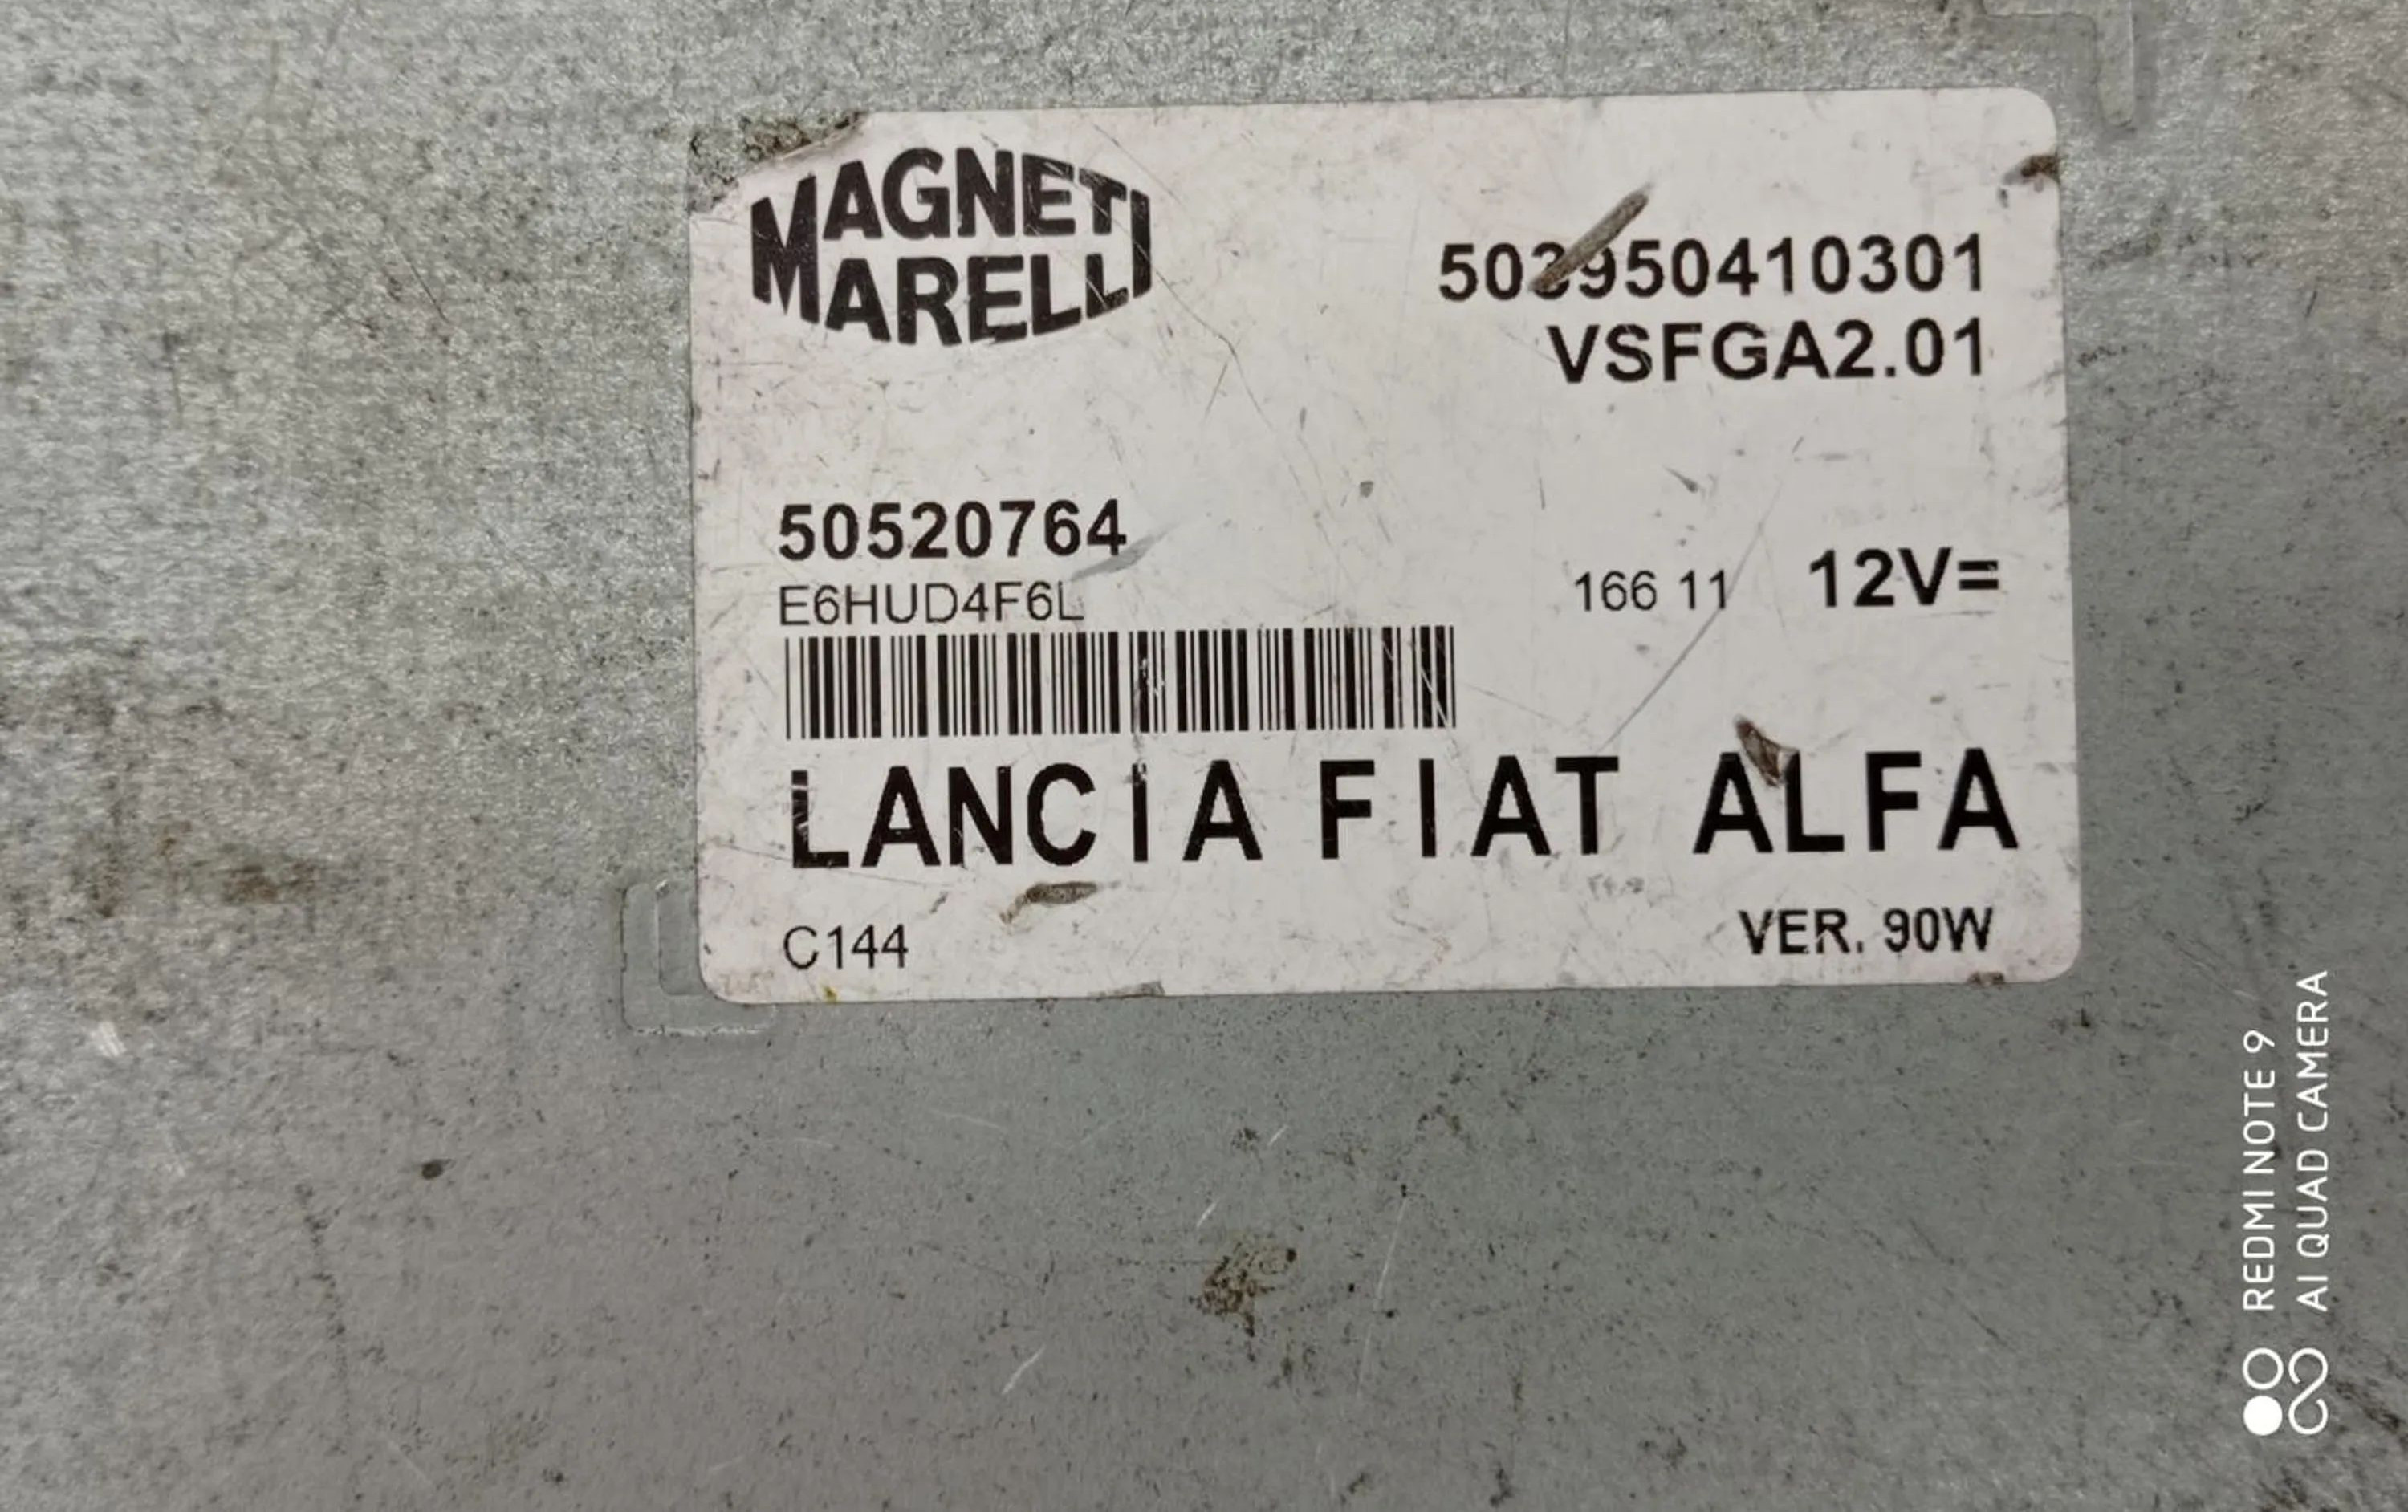 MAGNETI
MARELLI
503950410301
VSFGA2.01
50520764
E6HUD4F6L
166 11 12V=
LANCIA FIAT ALFA
C144
VER. 90W
REDMI NOTE 9
AI QUAD CAMERA